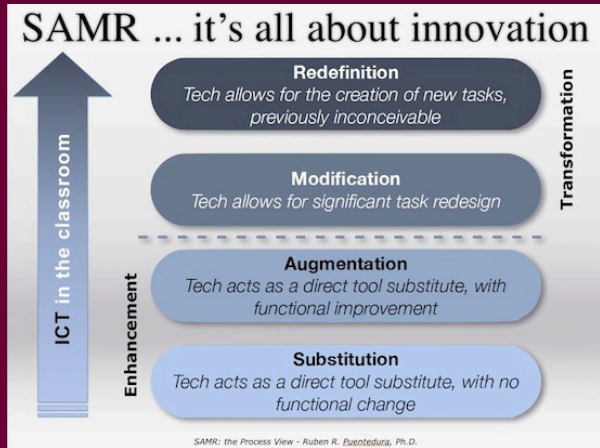 SAMR ... it's all about innovation
Redefinition
Tech allows for the creation of new tasks,
previously inconceivable
Modification
Tech allows for significant task redesign
Transformation
Augmentation
Tech acts as a direct tool substitute, with
functional improvement
Substitution
Tech acts as a direct tool substitute, with no
functional change
Enhancement
ICT in the classroom
SAMR: the Process View - Ruben R. Puentedura, Ph.D.